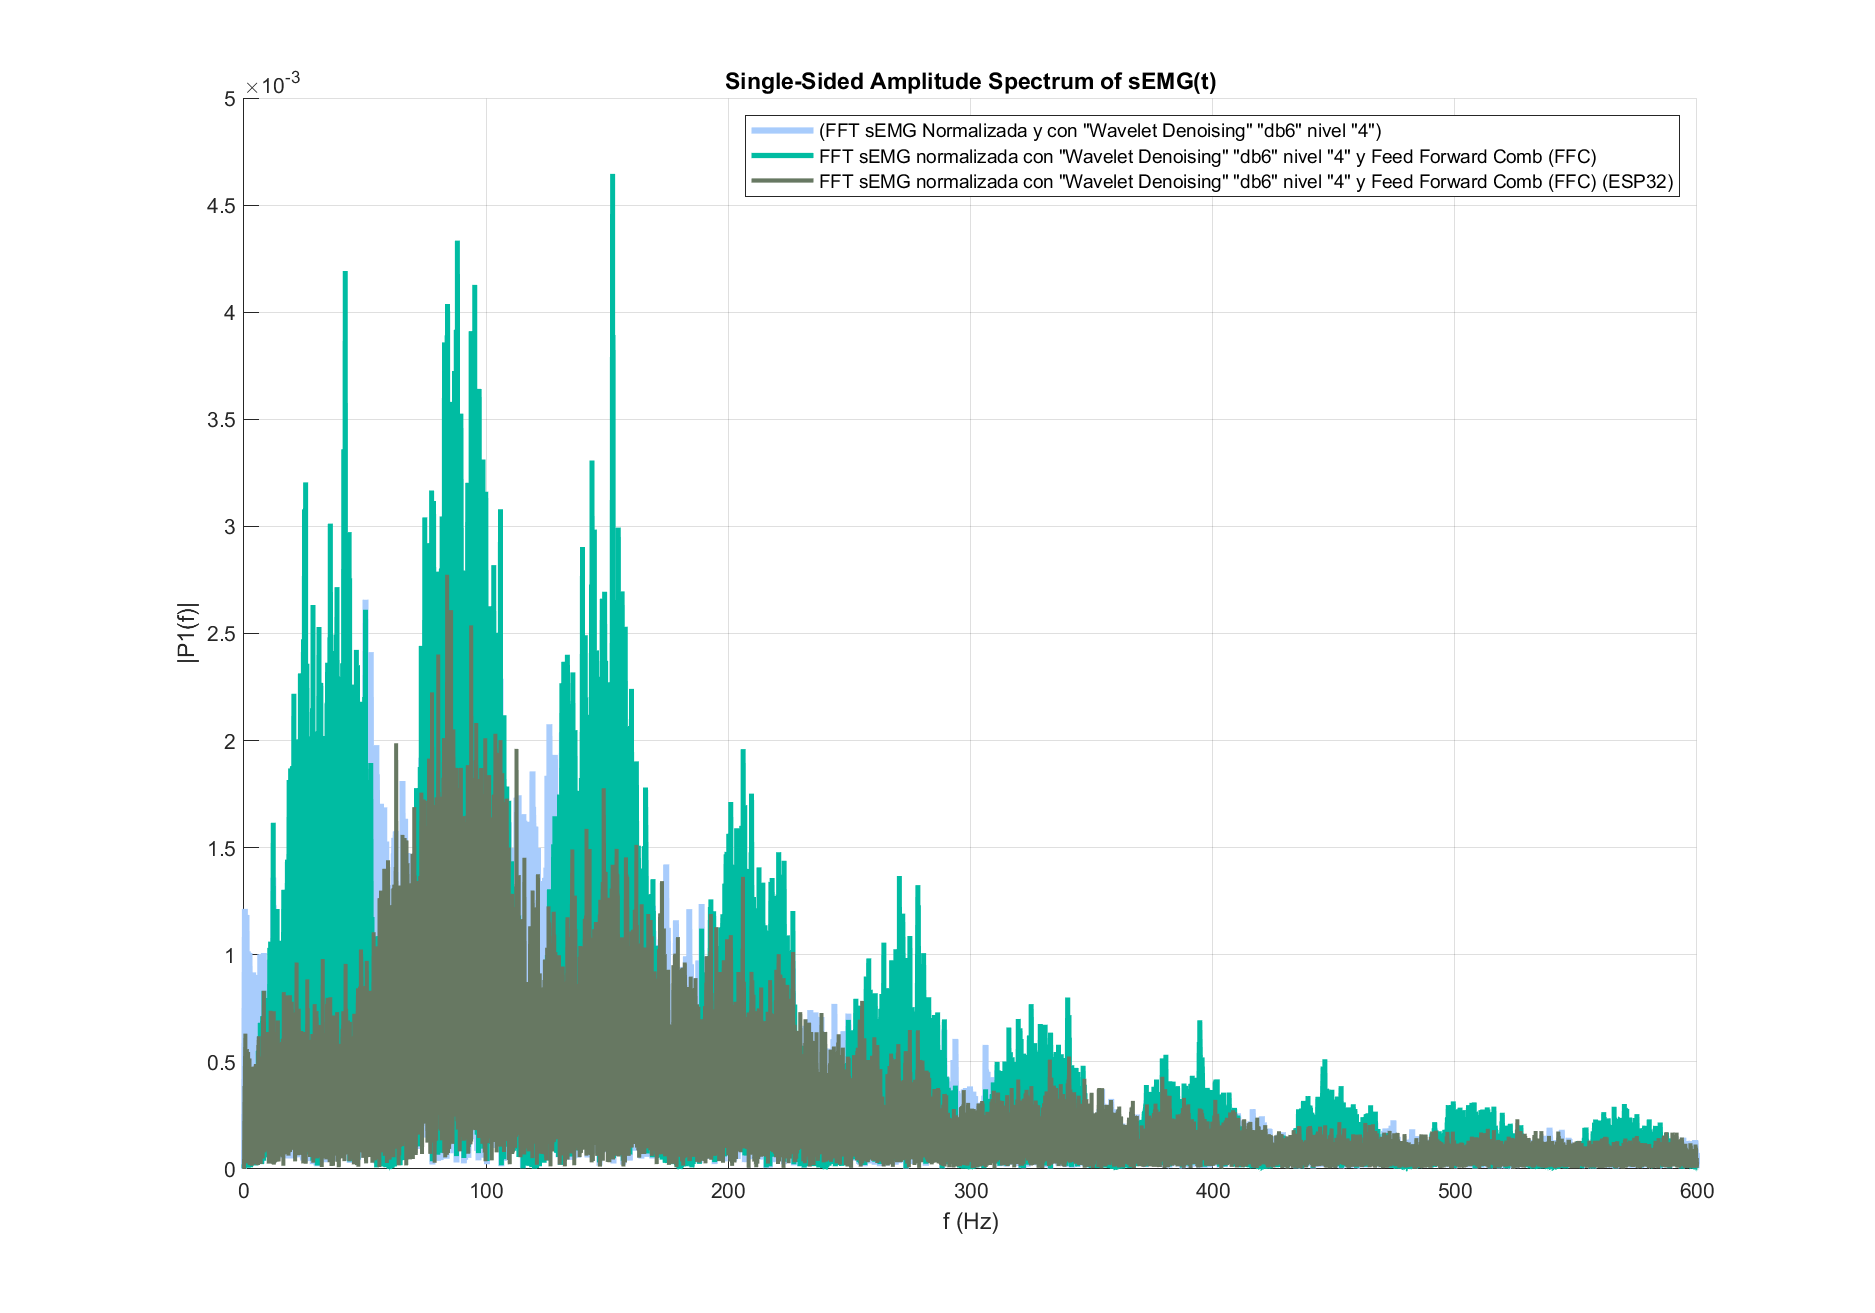 Single-Sided Amplitude Spectrum of sEMG(t)
×10-3
(FFT sEMG Normalizada y con "Wavelet Denoising" "db6" nivel "4")
FFT sEMG normalizada con "Wavelet Denoising" "db6" nivel "4" y Feed Forward Comb (FFC)
FFT sEMG normalizada con "Wavelet Denoising" "db6" nivel "4" y Feed Forward Comb (FFC) (ESP32)
5
4.5
4
3.5
3
2.5
2
1.5
1
0.5
0
|P1(f)|
0 100 200 300 400 500 600
f (Hz)